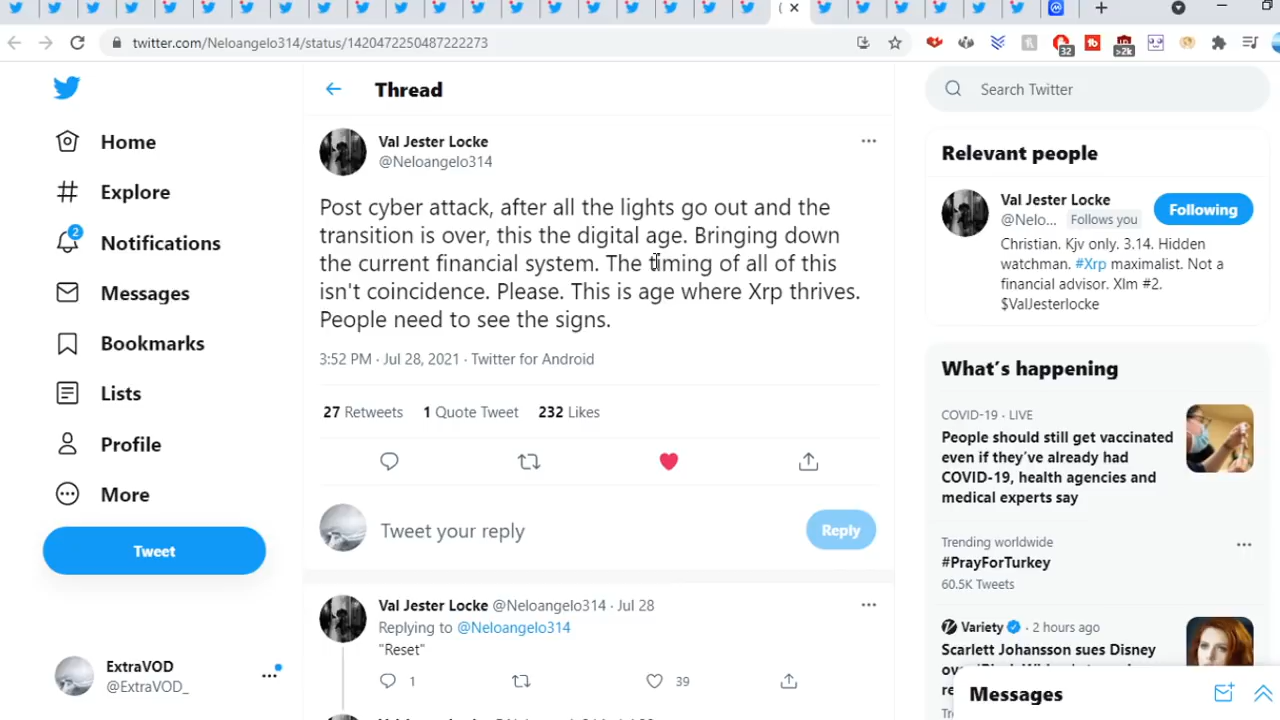 twitter.com/Neloangelo314/status/1420472250487222273
32
>2k
Home
Explore
2
Notifications
Messages
Bookmarks
Lists
Profile
More
Tweet
ExtraVOD
@ExtraVOD_
Thread
Val Jester Locke
@Neloangelo314
Post cyber attack, after all the lights go out and the
transition is over, this the digital age. Bringing down
the current financial system. The timing of all of this
isn't coincidence. Please. This is age where Xrp thrives.
People need to see the signs.
3:52 PM · Jul 28, 2021 · Twitter for Android
27 Retweets 1 Quote Tweet 232 Likes
Tweet your reply
Reply
Val Jester Locke @Neloangelo314 · Jul 28
Replying to @Neloangelo314
"Reset"
1 39
Search Twitter
Relevant people
Val Jester Locke
@Nelo... Follows you
Following
Christian. Kjv only. 3.14. Hidden
watchman. #Xrp maximalist. Not a
financial advisor. Xlm #2.
$ValJesterlocke
What's happening
COVID-19 · LIVE
People should still get vaccinated
even if they've already had
COVID-19, health agencies and
medical experts say
Trending worldwide
#PrayForTurkey
60.5K Tweets
Variety · 2 hours ago
Scarlett Johansson sues Disney
Messages